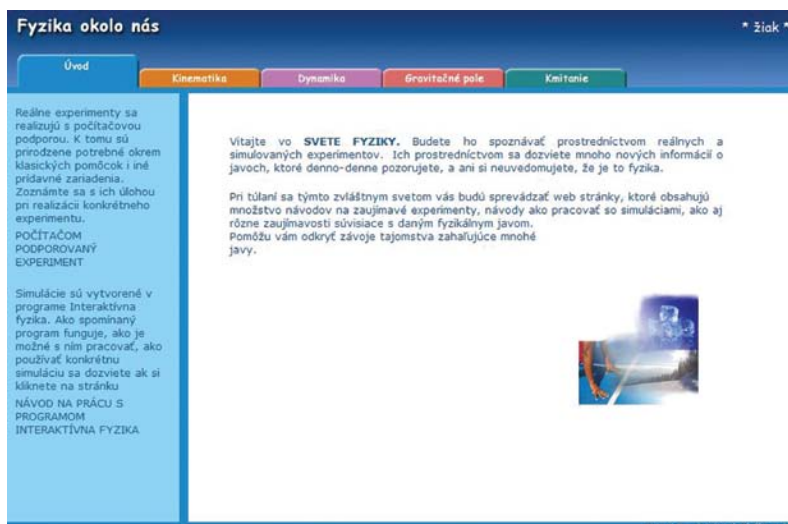 Fyzika okolo nás
* žiak *
Úvod
Kinematika
Dynamika
Gravitačné pole
Kmitanie
Reálne experimenty sa
realizujú s počítačovou
podporou. K tomu sú
prirodzene potrebné okrem
klasických pomôcok i iné
prídavné zariadenia.
Zoznámte sa s ich úlohou
pri realizácii konkrétneho
experimentu.
POČÍTAČOM
PODPOROVANÝ
EXPERIMENT
Simulácie sú vytvorené v
programe Interaktívna
fyzika. Ako spomínaný
program funguje, ako je
možné s ním pracovať, ako
používať konkrétnu
simuláciu sa dozviete ak si
kliknete na stránku
NÁVOD NA PRÁCU S
PROGRAMOM
INTERAKTÍVNA FYZIKA
Vitajte vo SVETE FYZIKY. Budete ho spoznávať prostredníctvom reálnych a
simulovaných experimentov. Ich prostredníctvom sa dozviete mnoho nových informácií o
javoch, ktoré denno-denne pozorujete, a ani si neuvedomujete, že je to fyzika.
Pri túlaní sa týmto zvláštnym svetom vás budú sprevádzať web stránky, ktoré obsahujú
množstvo návodov na zaujímavé experimenty, návody ako pracovať so simuláciami, ako aj
rôzne zaujímavosti súvisiace s daným fyzikálnym javom.
Pomôžu vám odkryť závoje tajomstva zahaľujúce mnohé
javy.